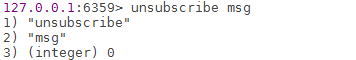 127.0.0.1:6359> unsubscribe msg
1) "unsubscribe"
2) "msg"
3) (integer) 0